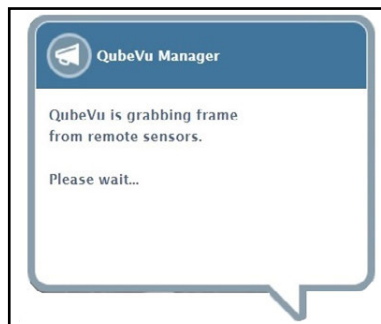 QubeVu Manager
QubeVu is grabbing frame
from remote sensors.
Please wait...